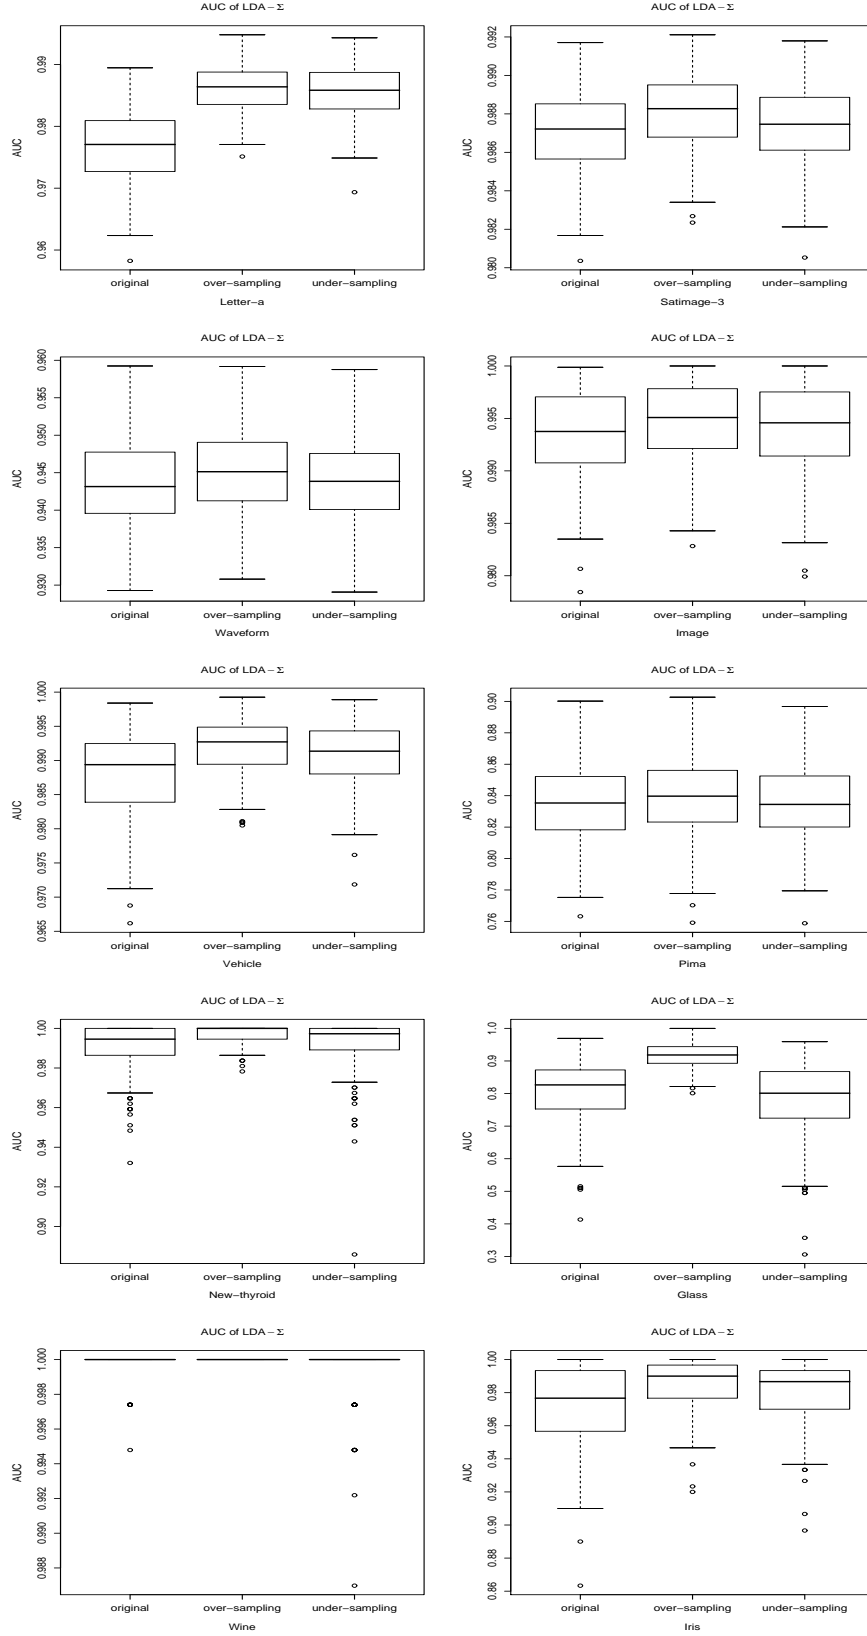 AUC of LDA − Σ
AUC of LDA − Σ
AUC
0.96 0.97 0.98 0.99
original over−sampling under−sampling
Letter−a
AUC
0.980 0.982 0.984 0.986 0.988 0.990 0.992
original over−sampling under−sampling
Satimage−3
AUC of LDA − Σ
AUC of LDA − Σ
AUC
0.930 0.935 0.940 0.945 0.950 0.955 0.960
original over−sampling under−sampling
Waveform
AUC
0.980 0.985 0.990 0.995 1.000
original over−sampling under−sampling
Image
AUC of LDA − Σ
AUC of LDA − Σ
AUC
0.965 0.970 0.975 0.980 0.985 0.990 0.995 1.000
original over−sampling under−sampling
Vehicle
AUC
0.76 0.78 0.80 0.82 0.84 0.86 0.88 0.90
original over−sampling under−sampling
Pima
AUC of LDA − Σ
AUC of LDA − Σ
AUC
0.90 0.92 0.94 0.96 0.98 1.00
original over−sampling under−sampling
New−thyroid
AUC
0.3 0.4 0.5 0.6 0.7 0.8 0.9 1.0
original over−sampling under−sampling
Glass
AUC of LDA − Σ
AUC of LDA − Σ
AUC
0.988 0.990 0.992 0.994 0.996 0.998 1.000
original over−sampling under−sampling
Wine
AUC
0.86 0.88 0.90 0.92 0.94 0.96 0.98 1.00
original over−sampling under−sampling
Iris